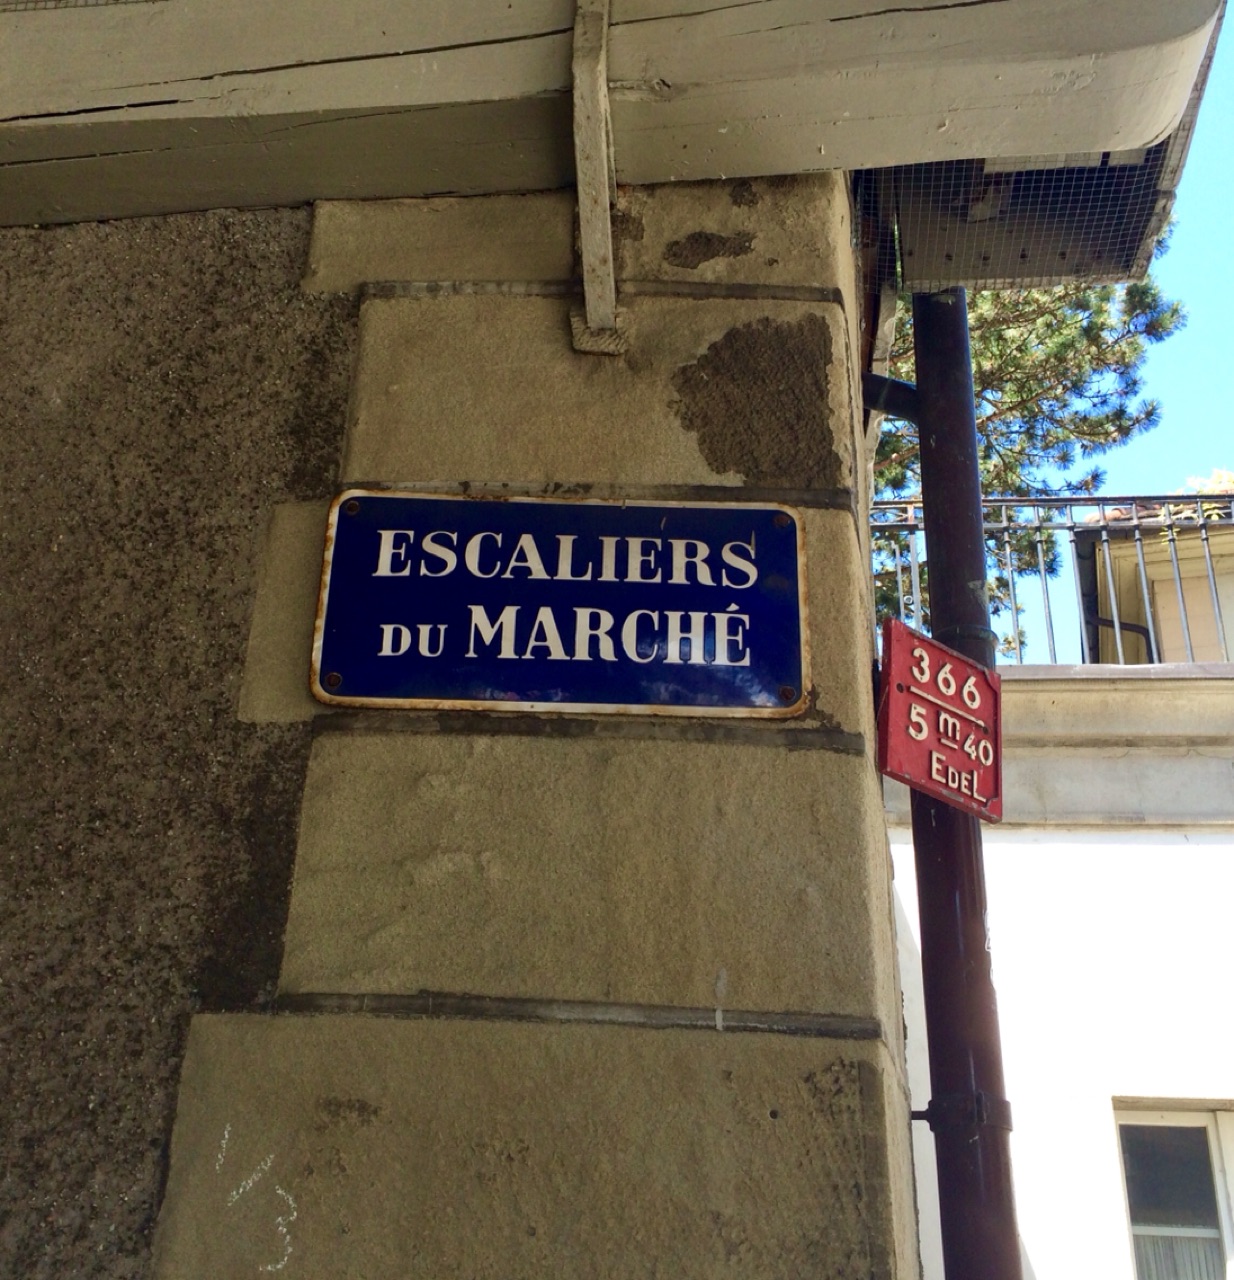 ESCALIERS
DU MARCHÉ
366
5 m 40
EDEL